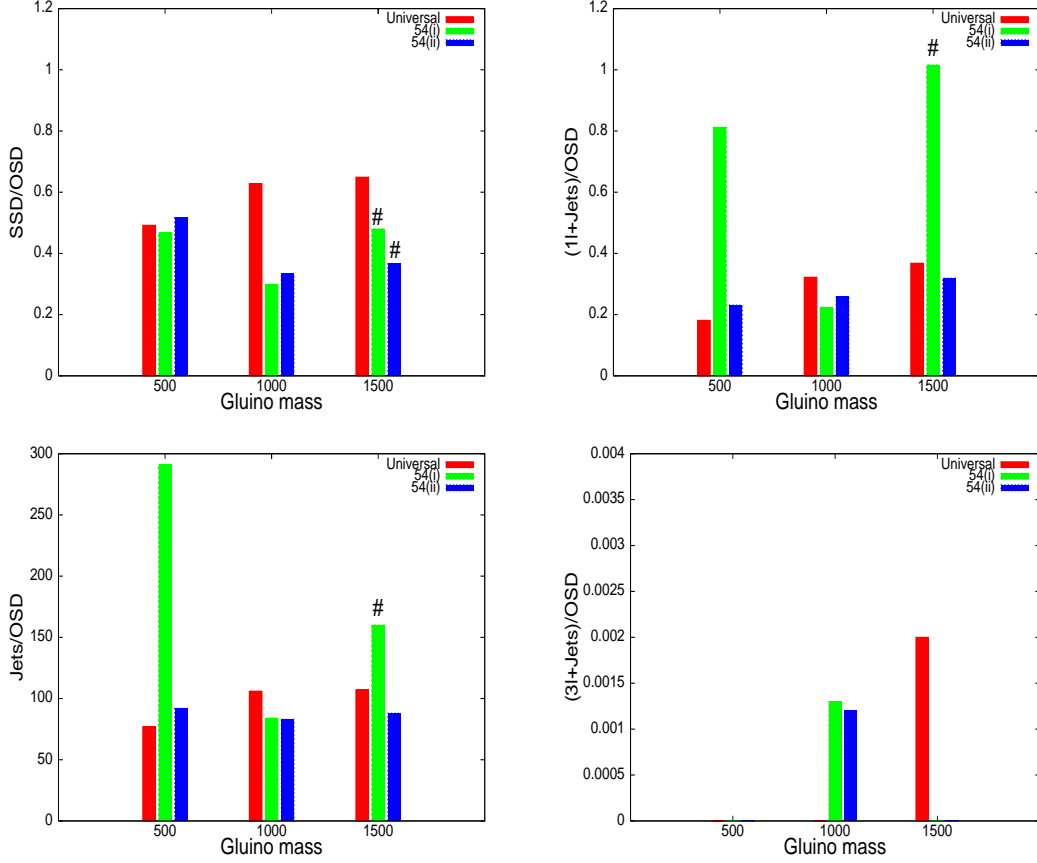 SSD/OSD
1.2
1
0.8
0.6
0.4
0.2
0
Universal
54(i)
54(ii)
#
#
500
1000
1500
Gluino mass
(1l+Jets)/OSD
1.2
1
0.8
0.6
0.4
0.2
0
Universal
54(i)
54(ii)
#
500
1000
1500
Gluino mass
Jets/OSD
300
250
200
150
100
50
0
Universal
54(i)
54(ii)
#
500
1000
1500
Gluino mass
(3l+Jets)/OSD
0.004
0.0035
0.003
0.0025
0.002
0.0015
0.001
0.0005
0
Universal
54(i)
54(ii)
500
1000
1500
Gluino mass